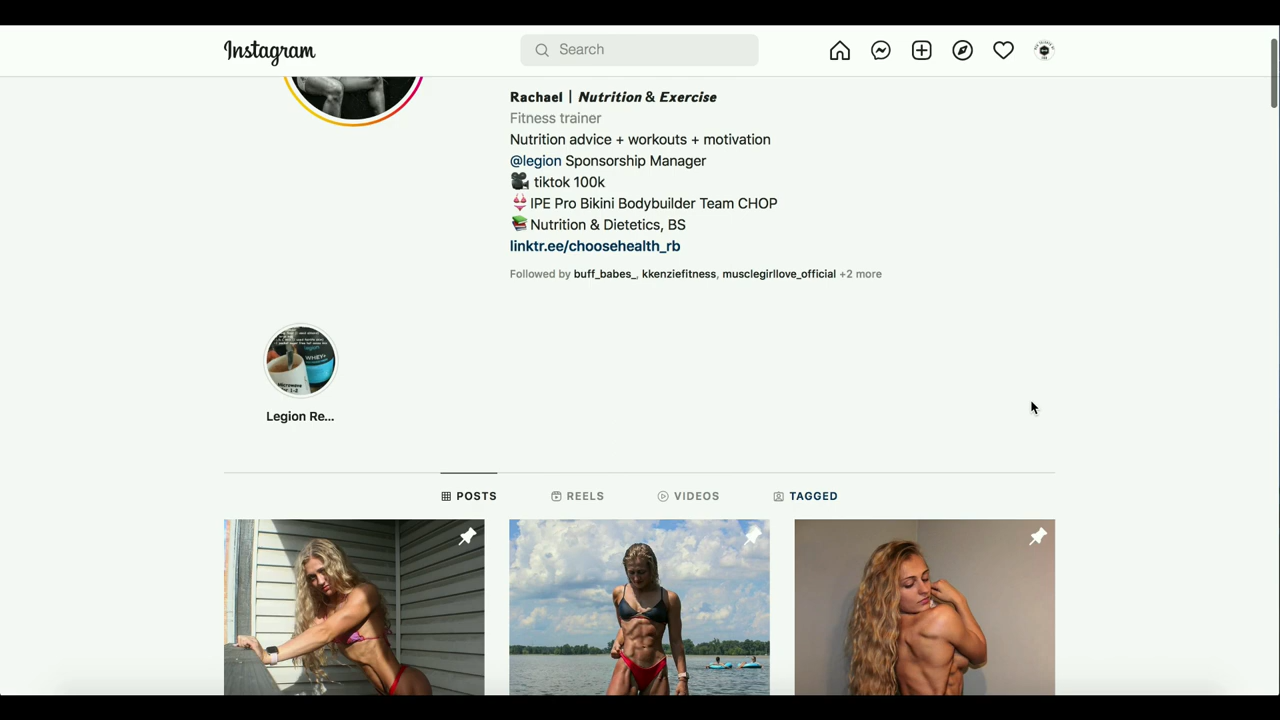 Instagram
Search
Rachael | Nutrition & Exercise
Fitness trainer
Nutrition advice + workouts + motivation
@legion Sponsorship Manager
🎥 tiktok 100k
👙IPE Pro Bikini Bodybuilder Team CHOP
📚Nutrition & Dietetics, BS
linktr.ee/choosehealth_rb
Followed by buff_babes_, kkenziefitness, musclegirllove_official +2 more
WHEY+
Microwave
Legion Re...
POSTS
REELS
VIDEOS
TAGGED